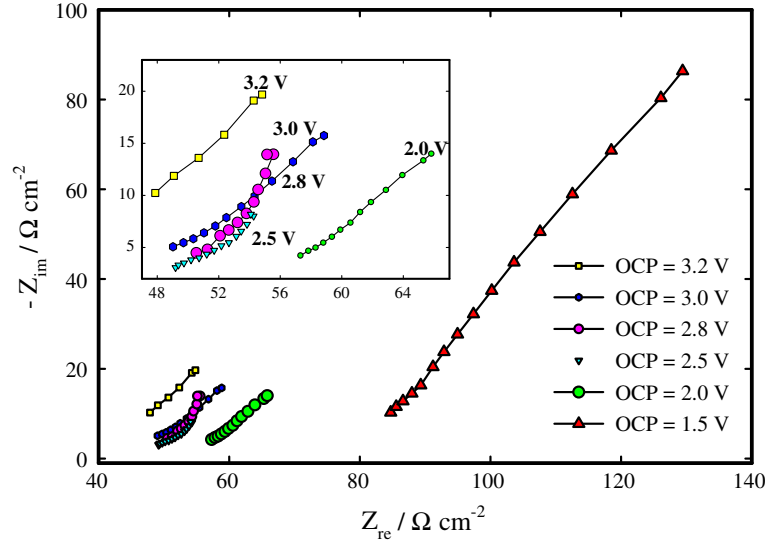 100
80
60
40
20
0
40
60
80
100
120
140
- Z_im / Ω cm^-2
Z_re / Ω cm^-2
20
15
10
5
48
52
56
60
64
3.2 V
3.0 V
2.8 V
2.5 V
2.0 V
OCP = 3.2 V
OCP = 3.0 V
OCP = 2.8 V
OCP = 2.5 V
OCP = 2.0 V
OCP = 1.5 V